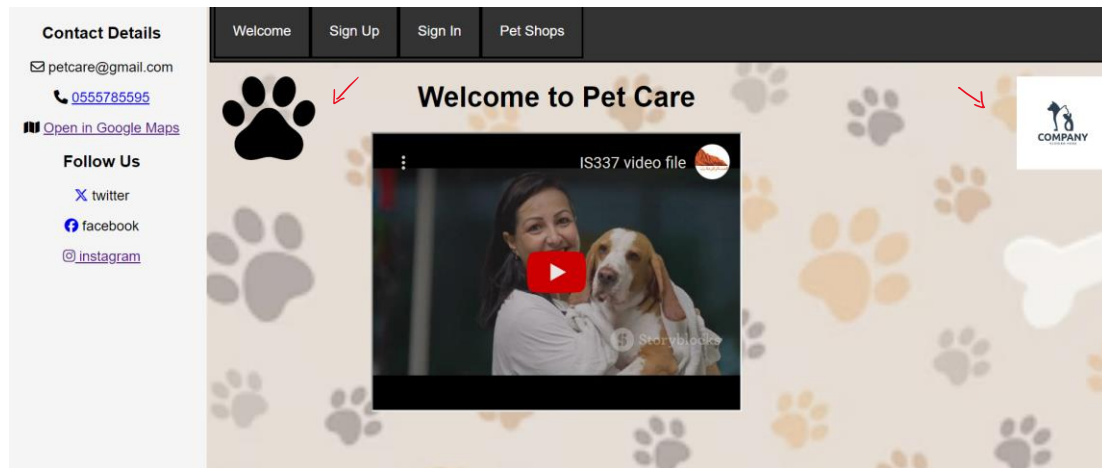 Contact Details
petcare@gmail.com
0555785595
Open in Google Maps
Follow Us
twitter
facebook
instagram
Welcome Sign Up Sign In Pet Shops
Welcome to Pet Care
COMPANY
IS337 video file
Storyblocks